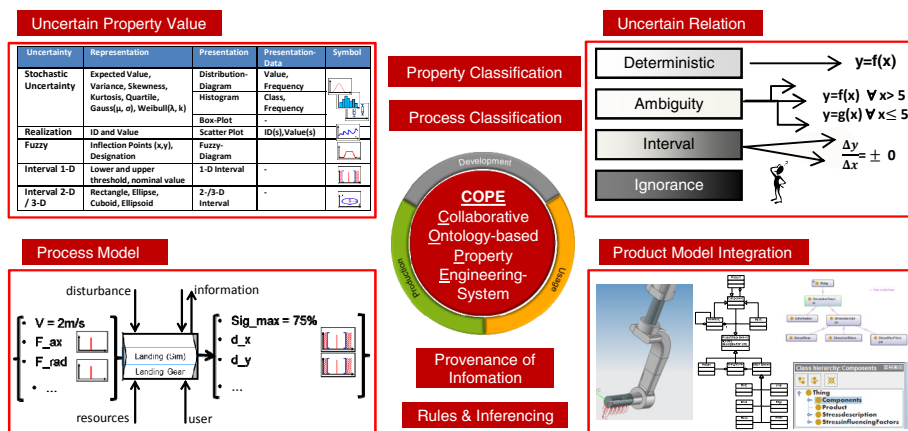 Uncertain Property Value
Uncertainty
Representation
Presentation
Presentation-
Data
Symbol
Stochastic
Uncertainty
Expected Value,
Variance, Skewness,
Kurtosis, Quartile,
Gauss(μ, σ), Weibull(λ, k)
Distribution-
Diagram
Value,
Frequency
Histogram
Class,
Frequency
Box-Plot
-
Realization
ID and Value
Scatter Plot
ID(s),Value(s)
Fuzzy
Inflection Points (x,y),
Designation
Fuzzy-
Diagram
Interval 1-D
Lower and upper
threshold, nominal value
1-D Interval
-
Interval 2-D
/ 3-D
Rectangle, Ellipse,
Cuboid, Ellipsoid
2-/3-D
Interval
-
Property Classification
Process Classification
Uncertain Relation
Deterministic
y=f(x)
Ambiguity
y=f(x) ∀ x> 5
y=g(x) ∀ x≤ 5
Interval
Δy
Δx = ± 0
Ignorance
Development
Production
Usage
COPE
Collaborative
Ontology-based
Property
Engineering-
System
Provenance of
Infomation
Rules & Inferencing
Process Model
disturbance
information
• V = 2m/s
• F_ax
• F_rad
• ...
Landing (Sim)
Landing Gear
• Sig_max = 75%
• d_x
• d_y
• ...
resources
user
Product Model Integration
Thing
Class hierarchy: Components
Thing
Components
Product
Stressdescription
StressinfluencingFactors